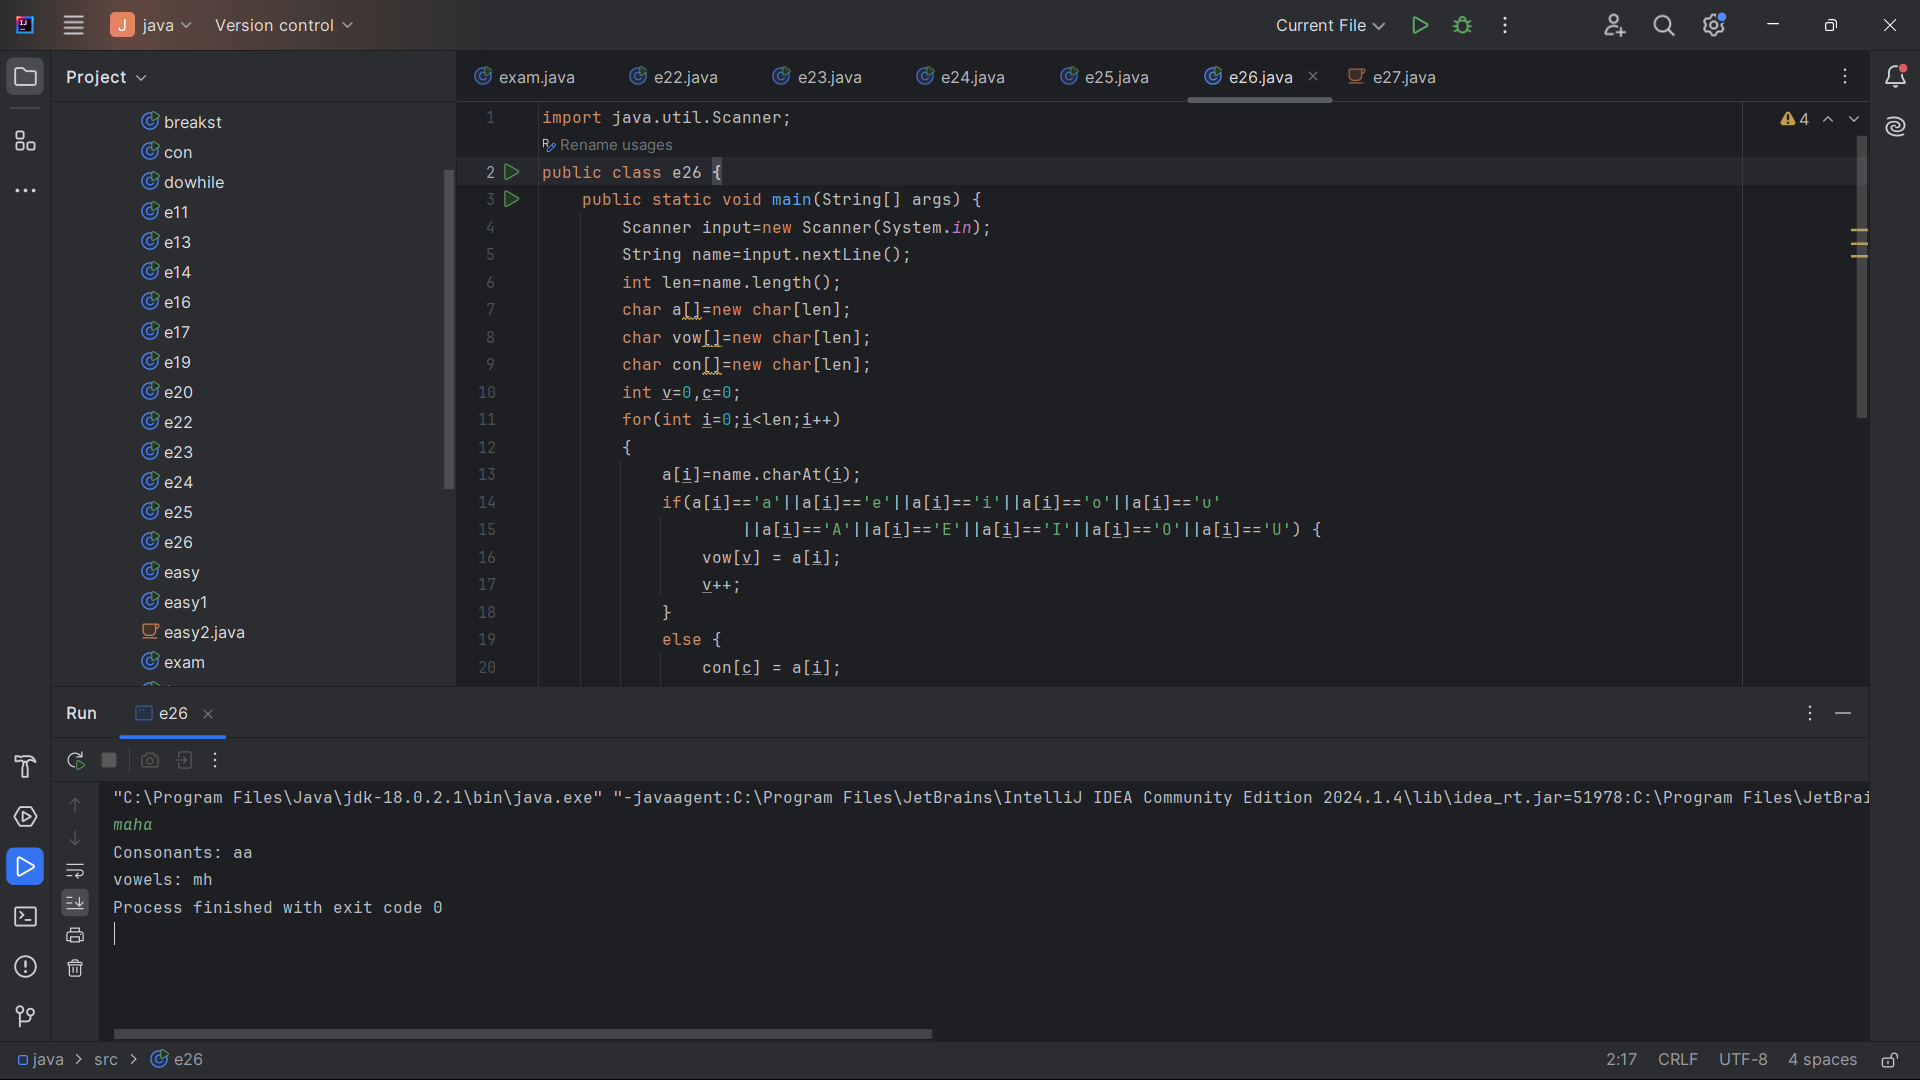 J java Version control Current File
Project
exam.java e22.java e23.java e24.java e25.java e26.java e27.java
breakst
con
dowhile
e11
e13
e14
e16
e17
e19
e20
e22
e23
e24
e25
e26
easy
easy1
easy2.java
exam
4
1 import java.util.Scanner;
Rename usages
2 public class e26 {
3 public static void main(String[] args) {
4 Scanner input=new Scanner(System.in);
5 String name=input.nextLine();
6 int len=name.length();
7 char a[]=new char[len];
8 char vow[]=new char[len];
9 char con[]=new char[len];
10 int v=0,c=0;
11 for(int i=0;i<len;i++)
12 {
13 a[i]=name.charAt(i);
14 if(a[i]=='a'||a[i]=='e'||a[i]=='i'||a[i]=='o'||a[i]=='u'
15 ||a[i]=='A'||a[i]=='E'||a[i]=='I'||a[i]=='O'||a[i]=='U') {
16 vow[v] = a[i];
17 v++;
18 }
19 else {
20 con[c] = a[i];
Run e26
"C:\Program Files\Java\jdk-18.0.2.1\bin\java.exe" "-javaagent:C:\Program Files\JetBrains\IntelliJ IDEA Community Edition 2024.1.4\lib\idea_rt.jar=51978:C:\Program Files\JetBrai
maha
Consonants: aa
vowels: mh
Process finished with exit code 0
java > src > e26 2:17 CRLF UTF-8 4 spaces